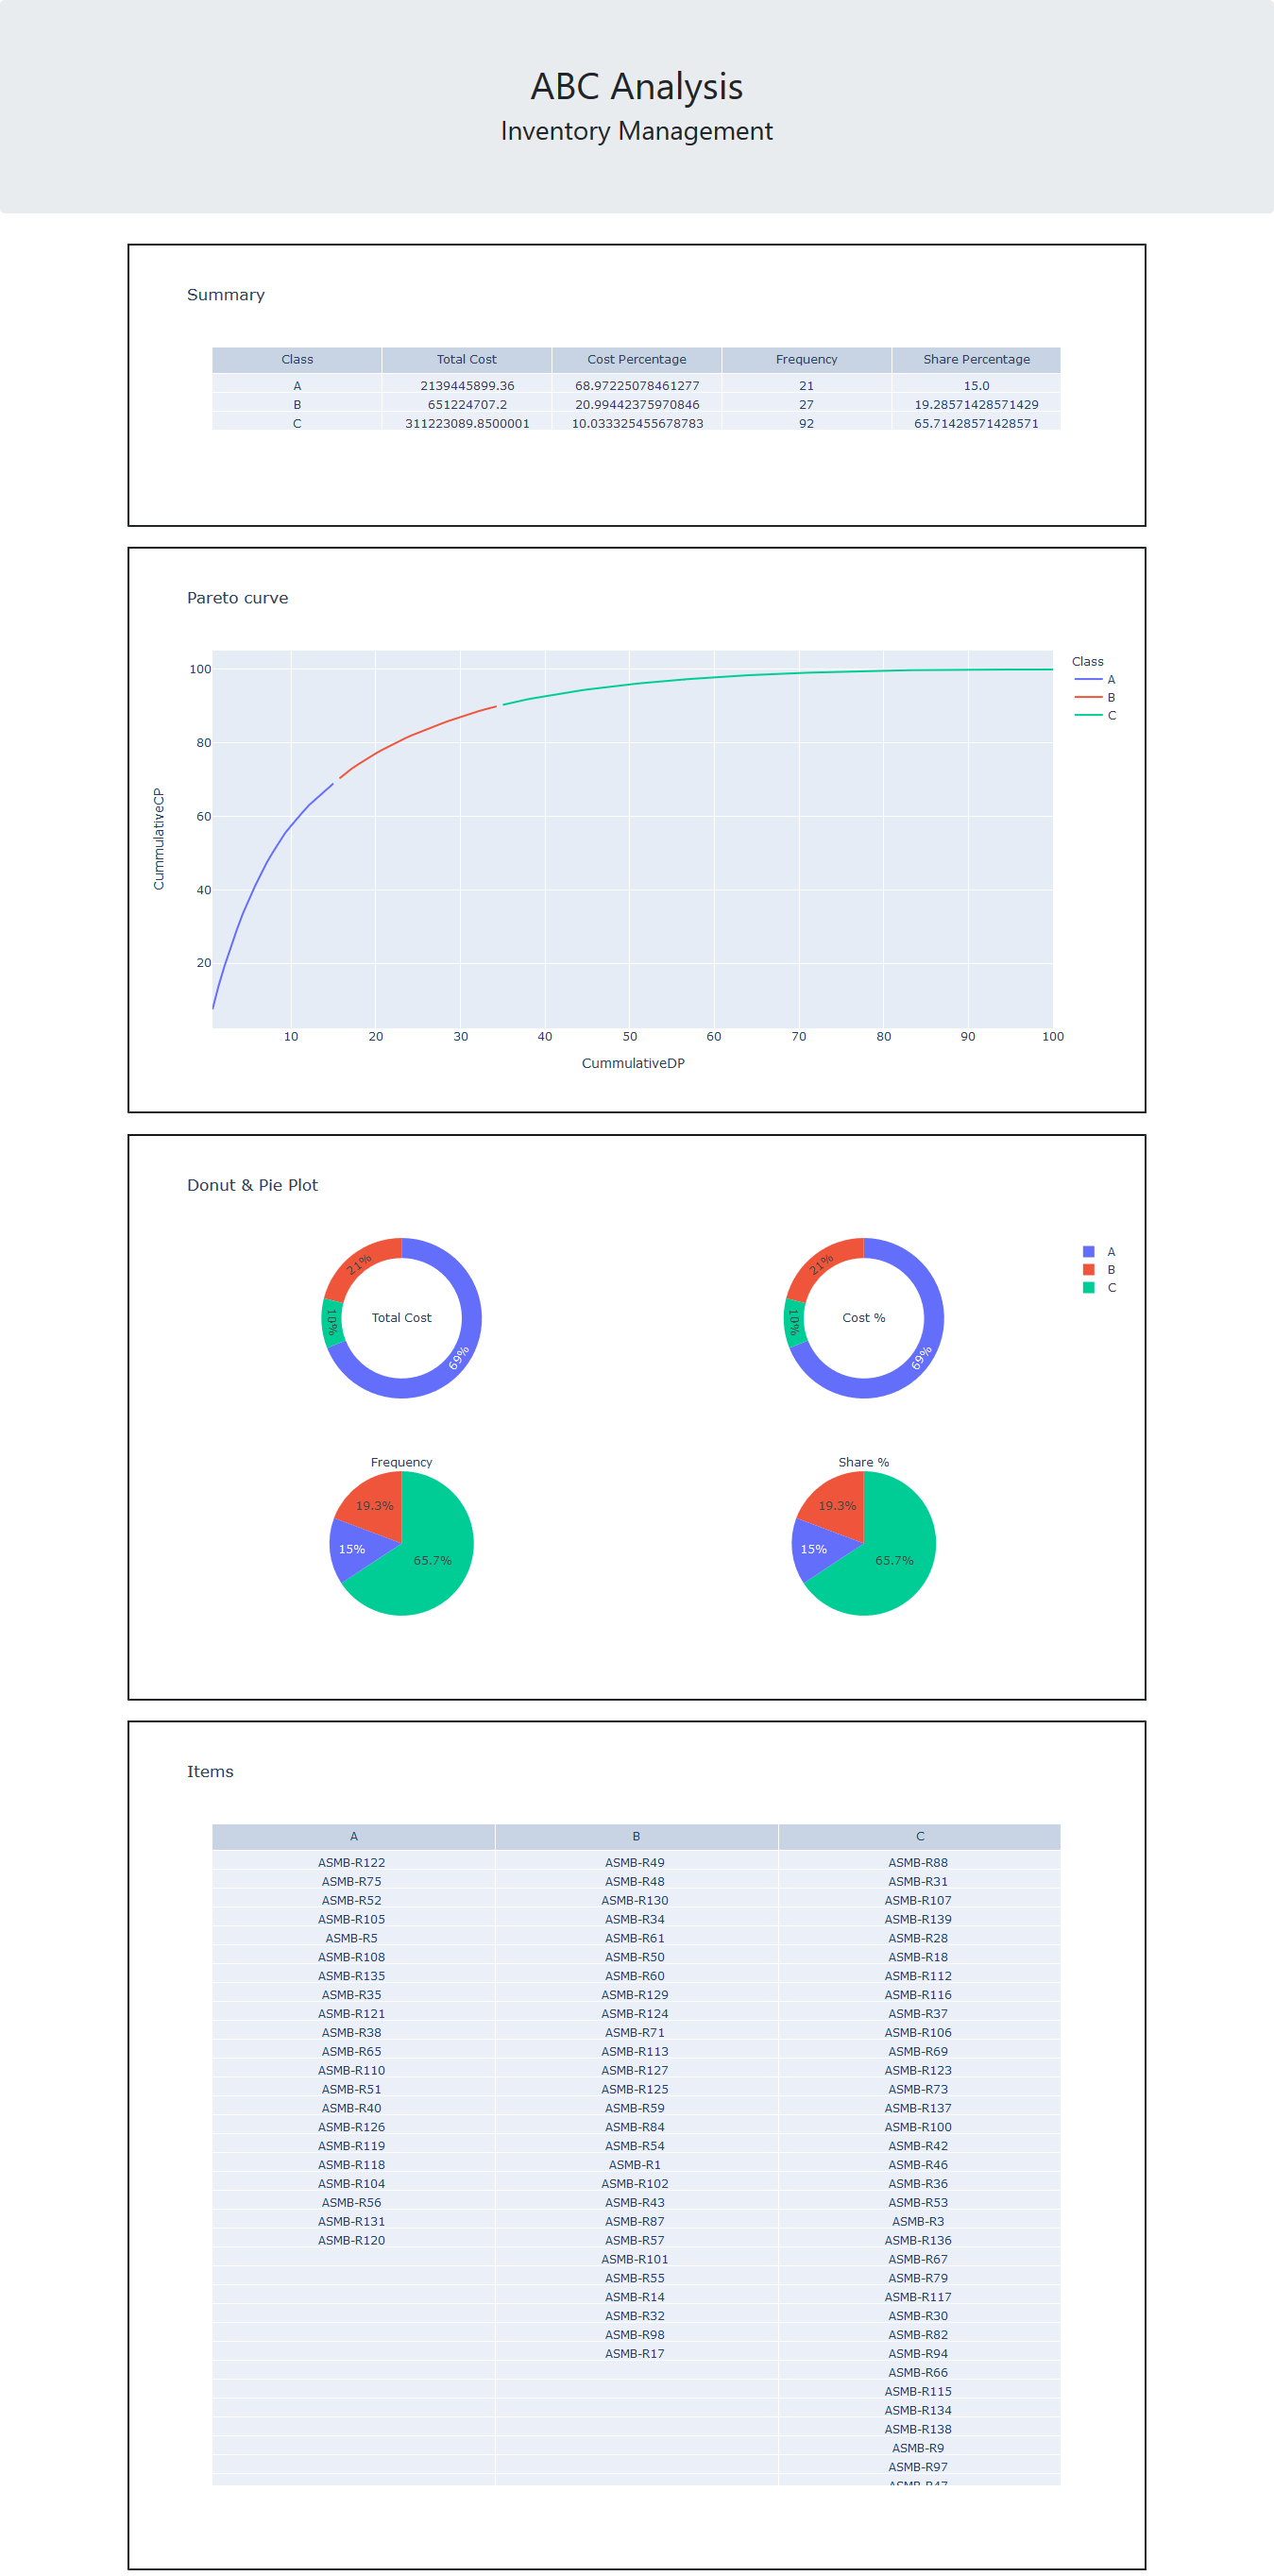 ABC Analysis
Inventory Management
Summary
Class Total Cost Cost Percentage Frequency Share Percentage
A 2139445899.36 68.97225078461277 21 15.0
B 651224707.2 20.99442375970846 27 19.28571428571429
C 311223089.8500001 10.033325455678783 92 65.71428571428571
Pareto curve
100
80
60
40
20
CummulativeCP
10 20 30 40 50 60 70 80 90 100
CummulativeDP
Class
A
B
C
Donut & Pie Plot
21%
10%
69%
Total Cost
21%
10%
69%
Cost %
A
B
C
Frequency
19.3%
15%
65.7%
Share %
19.3%
15%
65.7%
Items
A B C
ASMB-R122 ASMB-R49 ASMB-R88
ASMB-R75 ASMB-R48 ASMB-R31
ASMB-R52 ASMB-R130 ASMB-R107
ASMB-R105 ASMB-R34 ASMB-R139
ASMB-R5 ASMB-R61 ASMB-R28
ASMB-R108 ASMB-R50 ASMB-R18
ASMB-R135 ASMB-R60 ASMB-R112
ASMB-R35 ASMB-R129 ASMB-R116
ASMB-R121 ASMB-R124 ASMB-R37
ASMB-R38 ASMB-R71 ASMB-R106
ASMB-R65 ASMB-R113 ASMB-R69
ASMB-R110 ASMB-R127 ASMB-R123
ASMB-R51 ASMB-R125 ASMB-R73
ASMB-R40 ASMB-R59 ASMB-R137
ASMB-R126 ASMB-R84 ASMB-R100
ASMB-R119 ASMB-R54 ASMB-R42
ASMB-R118 ASMB-R1 ASMB-R46
ASMB-R104 ASMB-R102 ASMB-R36
ASMB-R56 ASMB-R43 ASMB-R53
ASMB-R131 ASMB-R87 ASMB-R3
ASMB-R120 ASMB-R57 ASMB-R136
ASMB-R101 ASMB-R67
ASMB-R55 ASMB-R79
ASMB-R14 ASMB-R117
ASMB-R32 ASMB-R30
ASMB-R98 ASMB-R82
ASMB-R17 ASMB-R94
ASMB-R66
ASMB-R115
ASMB-R134
ASMB-R138
ASMB-R9
ASMB-R97